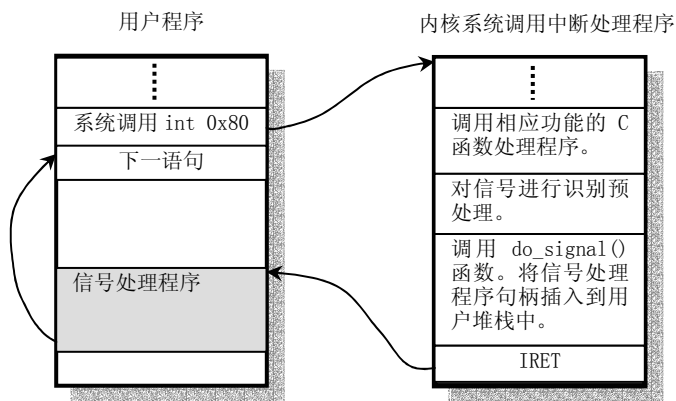 用户程序
系统调用 int 0x80
下一语句
信号处理程序
内核系统调用中断处理程序
调用相应功能的 C
函数处理程序。
对信号进行识别预
处理。
调用 do_signal()
函数。将信号处理
程序句柄插入到用
户堆栈中。
IRET